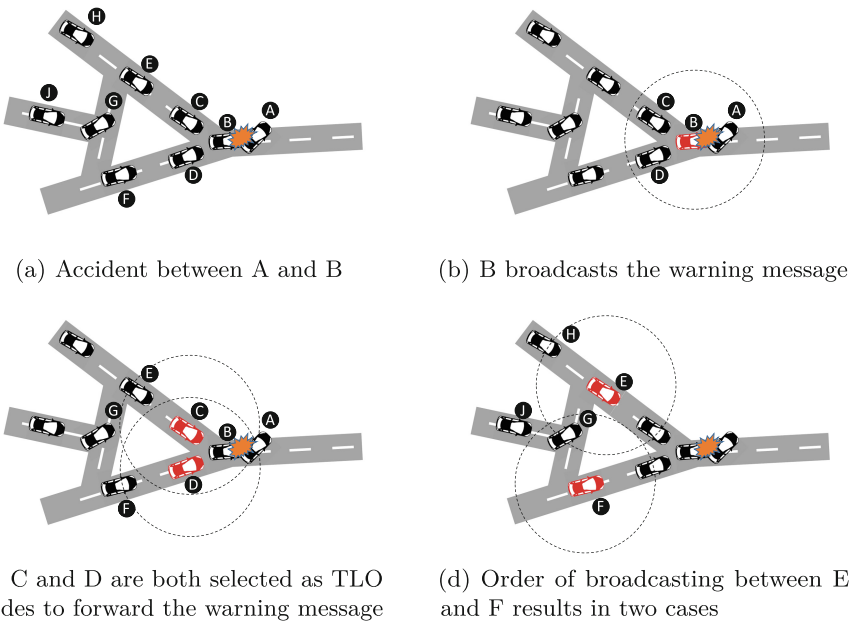 H
E
J
G
C
A
B
D
F
(a) Accident between A and B
C
A
B
D
(b) B broadcasts the warning message
E
G
C
A
B
D
F
C and D are both selected as TLO
des to forward the warning message
H
E
J
G
F
(d) Order of broadcasting between E
and F results in two cases